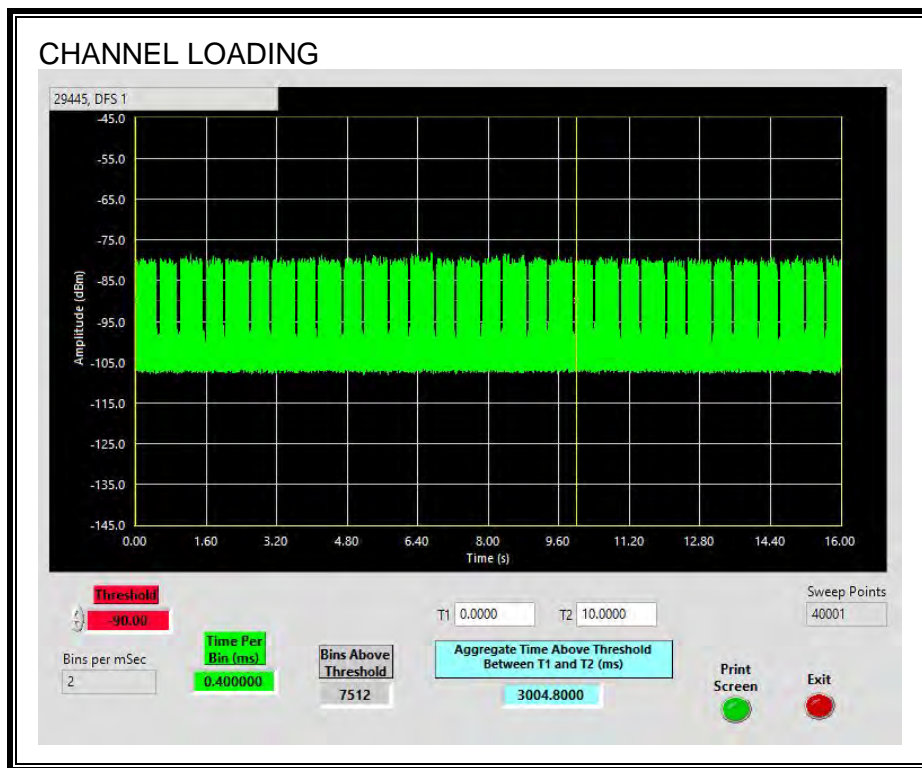 CHANNEL LOADING
29445, DFS 1
-45.0
-55.0
-65.0
-75.0
-85.0
-95.0
-105.0
-115.0
-125.0
-135.0
-145.0
Amplitude (dBm)
0.00 1.60 3.20 4.80 6.40 8.00 9.60 11.20 12.80 14.40 16.00
Time (s)
Threshold
-90.00
Bins per mSec
2
Time Per
Bin (ms)
0.400000
Bins Above
Threshold
7512
T1 0.0000 T2 10.0000
Aggregate Time Above Threshold
Between T1 and T2 (ms)
3004.8000
Sweep Points
40001
Print
Screen
Exit